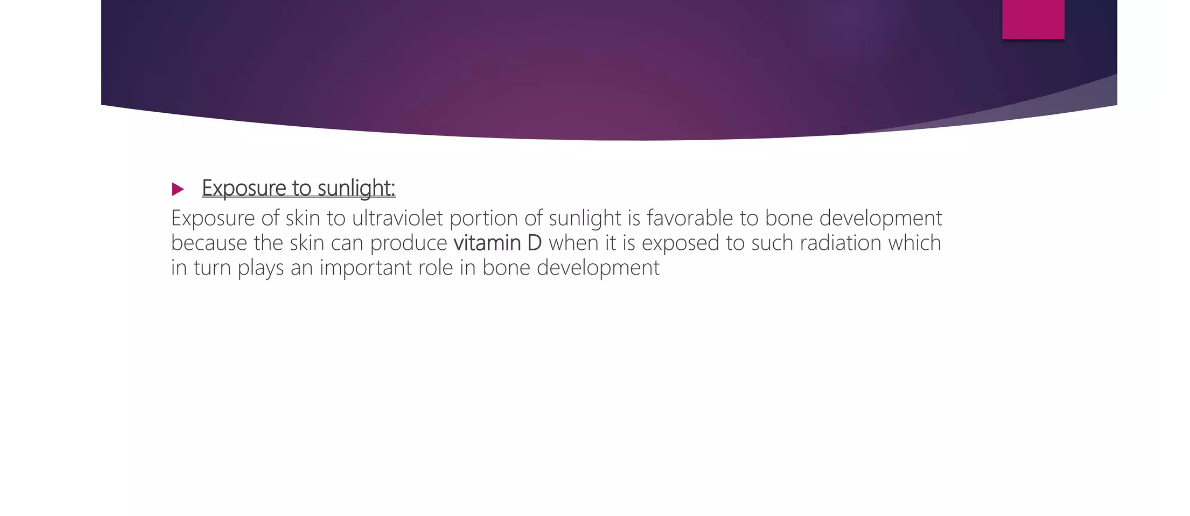 Exposure to sunlight:
Exposure of skin to ultraviolet portion of sunlight is favorable to bone development
because the skin can produce vitamin D when it is exposed to such radiation which
in turn plays an important role in bone development